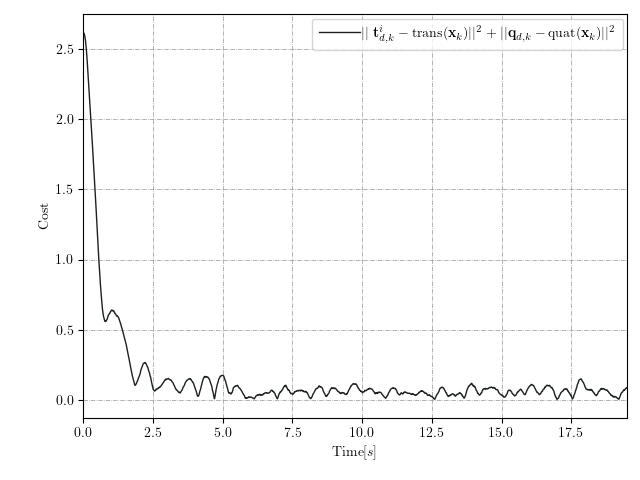 || t^i_{d,k} − trans(x_k)||^2 + ||q_{d,k} − quat(x_k)||^2
2.5
2.0
1.5
1.0
0.5
0.0
Cost
0.0 2.5 5.0 7.5 10.0 12.5 15.0 17.5
Time[s]